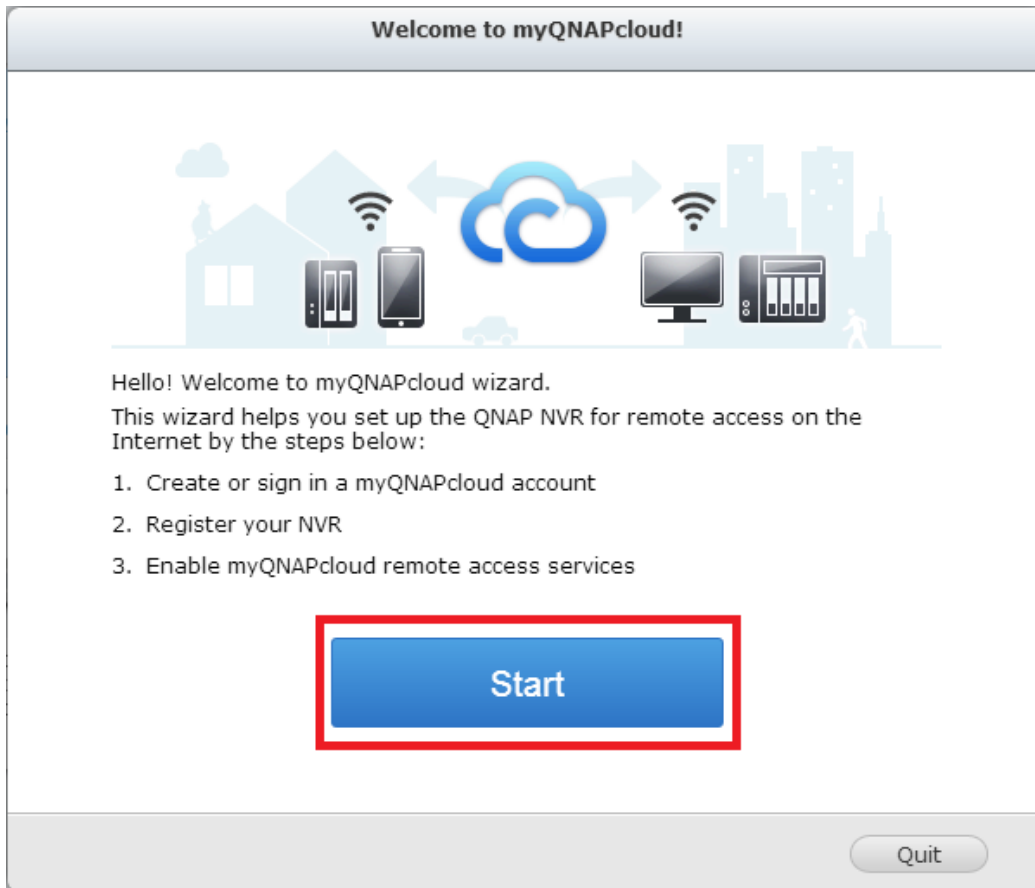 Welcome to myQNAPcloud!
Hello! Welcome to myQNAPcloud wizard.
This wizard helps you set up the QNAP NVR for remote access on the
Internet by the steps below:
1. Create or sign in a myQNAPcloud account
2. Register your NVR
3. Enable myQNAPcloud remote access services
Start
Quit